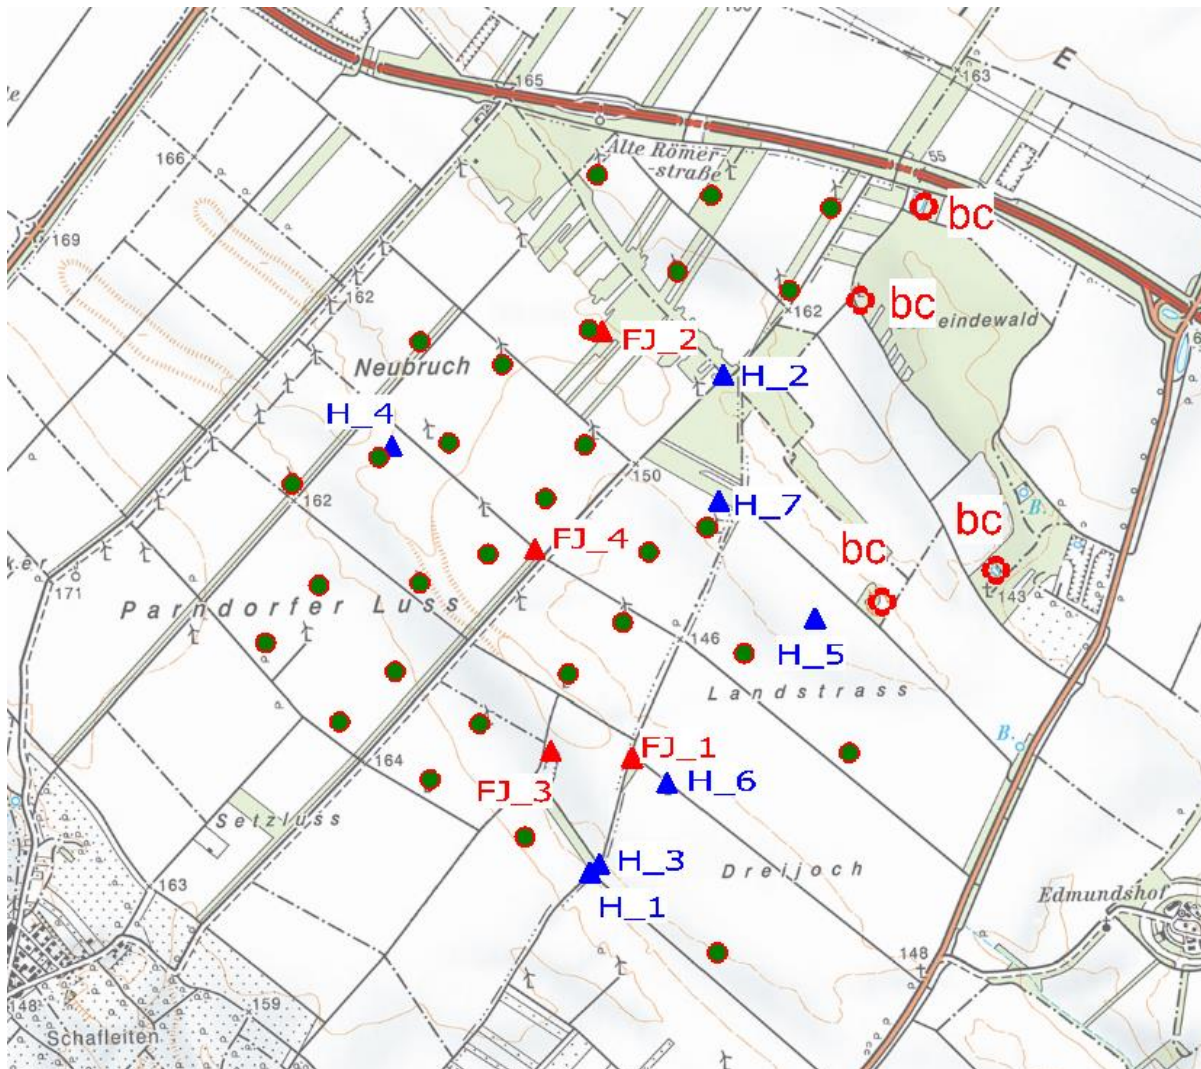 165
E
163
Alte Römer
-straße
55
166
bc
169
162
162
bc
eindewald
FJ_2
Neubruch
H_2
H_4
150
162
H_7
B.
bc
bc
FJ_4
171
143
Parndorfer Luss
146
H_5
Landstrass
B.
FJ_1
164
H_6
FJ_3
Setzluss
H_3
Dreijoch
163
H_1
Edmundshof
148
148
159
Schafleiten